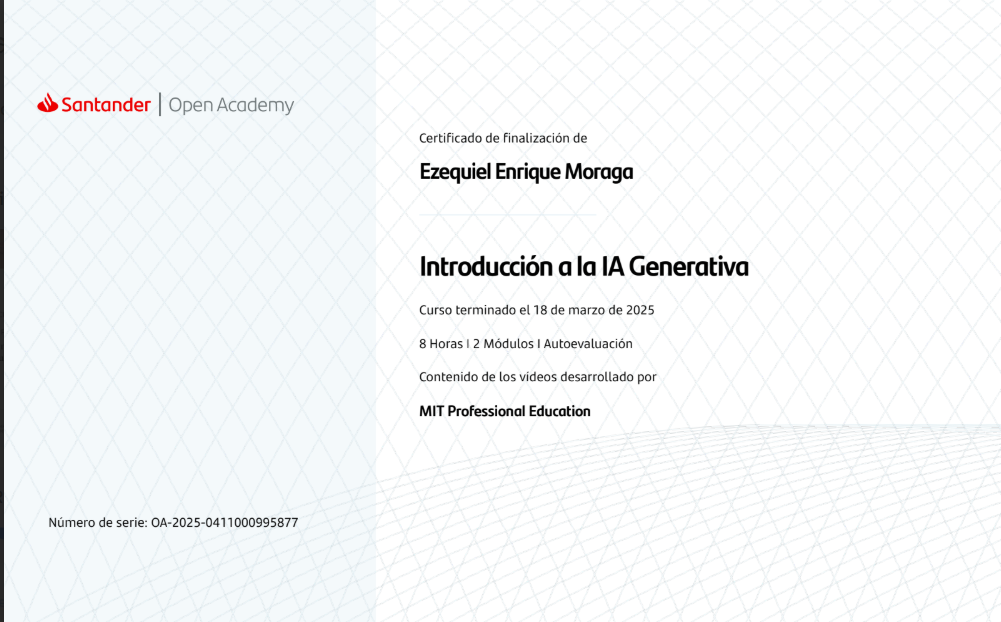 Santander | Open Academy
Certificado de finalización de
Ezequiel Enrique Moraga
Introducción a la IA Generativa
Curso terminado el 18 de marzo de 2025
8 Horas | 2 Módulos | Autoevaluación
Contenido de los vídeos desarrollado por
MIT Professional Education
Número de serie: OA-2025-0411000995877